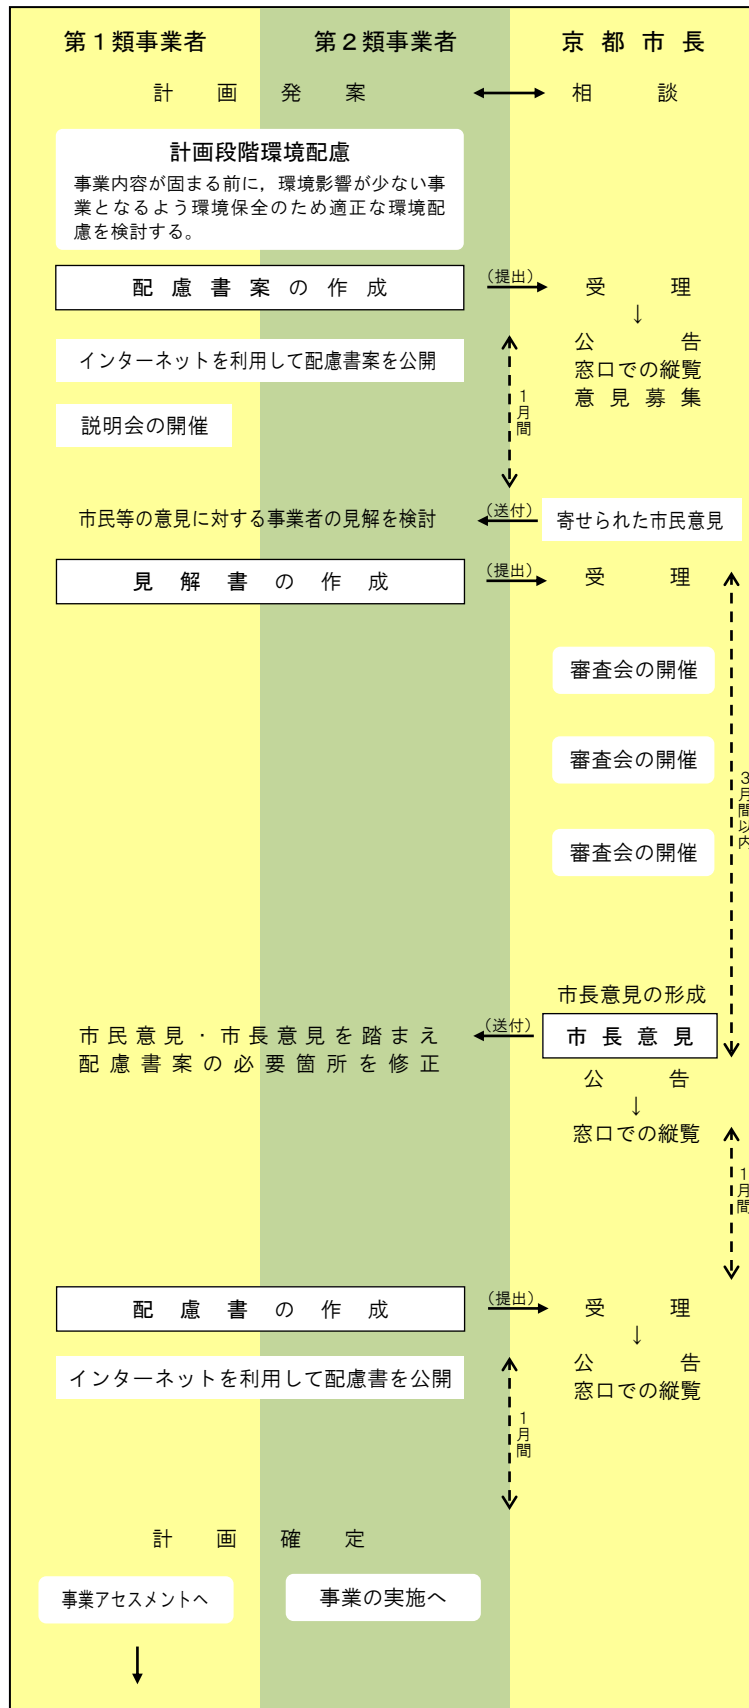 第１類事業者
第２類事業者
京都市長
計画発案
相談
計画段階環境配慮
事業内容が固まる前に，環境影響が少ない事
業となるよう環境保全のため適正な環境配
慮を検討する。
配慮書案の作成
（提出）
受理
↓
公告
窓口での縦覧
意見募集
インターネットを利用して配慮書案を公開
１月間
説明会の開催
市民等の意見に対する事業者の見解を検討
（送付）
寄せられた市民意見
見解書の作成
（提出）
受理
審査会の開催
審査会の開催
３月間以内
審査会の開催
市長意見の形成
市民意見・市長意見を踏まえ
配慮書案の必要箇所を修正
（送付）
市長意見
公告
↓
窓口での縦覧
１月間
配慮書の作成
（提出）
受理
↓
公告
窓口での縦覧
インターネットを利用して配慮書を公開
１月間
計画確定
事業アセスメントへ
事業の実施へ